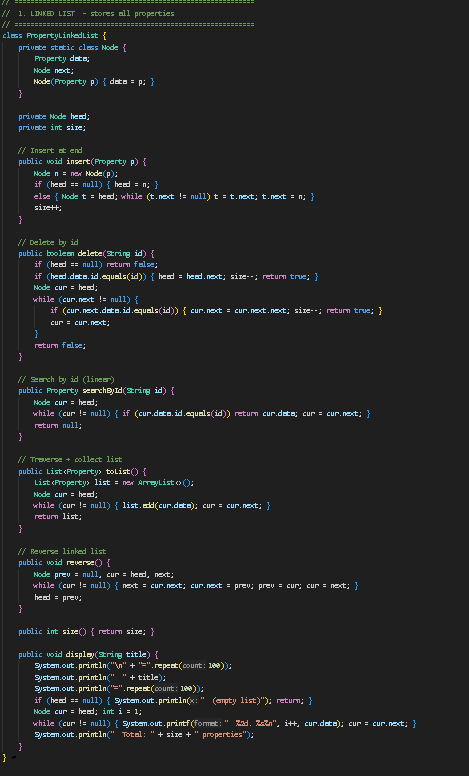 // ============================================================
//  1. LINKED LIST  - stores all properties
// ============================================================
class PropertyLinkedList {
    private static class Node {
        Property data;
        Node next;
        Node(Property p) { data = p; }
    }

    private Node head;
    private int size;

    // Insert at end
    public void insert(Property p) {
        Node n = new Node(p);
        if (head == null) { head = n; }
        else { Node t = head; while (t.next != null) t = t.next; t.next = n; }
        size++;
    }

    // Delete by id
    public boolean delete(String id) {
        if (head == null) return false;
        if (head.data.id.equals(id)) { head = head.next; size--; return true; }
        Node cur = head;
        while (cur.next != null) {
            if (cur.next.data.id.equals(id)) { cur.next = cur.next.next; size--; return true; }
            cur = cur.next;
        }
        return false;
    }

    // Search by id (linear)
    public Property searchById(String id) {
        Node cur = head;
        while (cur != null) { if (cur.data.id.equals(id)) return cur.data; cur = cur.next; }
        return null;
    }

    // Traverse + collect list
    public List<Property> toList() {
        List<Property> list = new ArrayList<>();
        Node cur = head;
        while (cur != null) { list.add(cur.data); cur = cur.next; }
        return list;
    }

    // Reverse linked list
    public void reverse() {
        Node prev = null, cur = head, next;
        while (cur != null) { next = cur.next; cur.next = prev; prev = cur; cur = next; }
        head = prev;
    }

    public int size() { return size; }

    public void display(String title) {
        System.out.println("\n" + "=".repeat(count:100));
        System.out.println("  " + title);
        System.out.println("=".repeat(count:100));
        if (head == null) { System.out.println(x:"  (empty list)"); return; }
        Node cur = head; int i = 1;
        while (cur != null) { System.out.printf(format:"  %2d. %s%n", i++, cur.data); cur = cur.next; }
        System.out.println("  Total: " + size + " properties");
    }
}